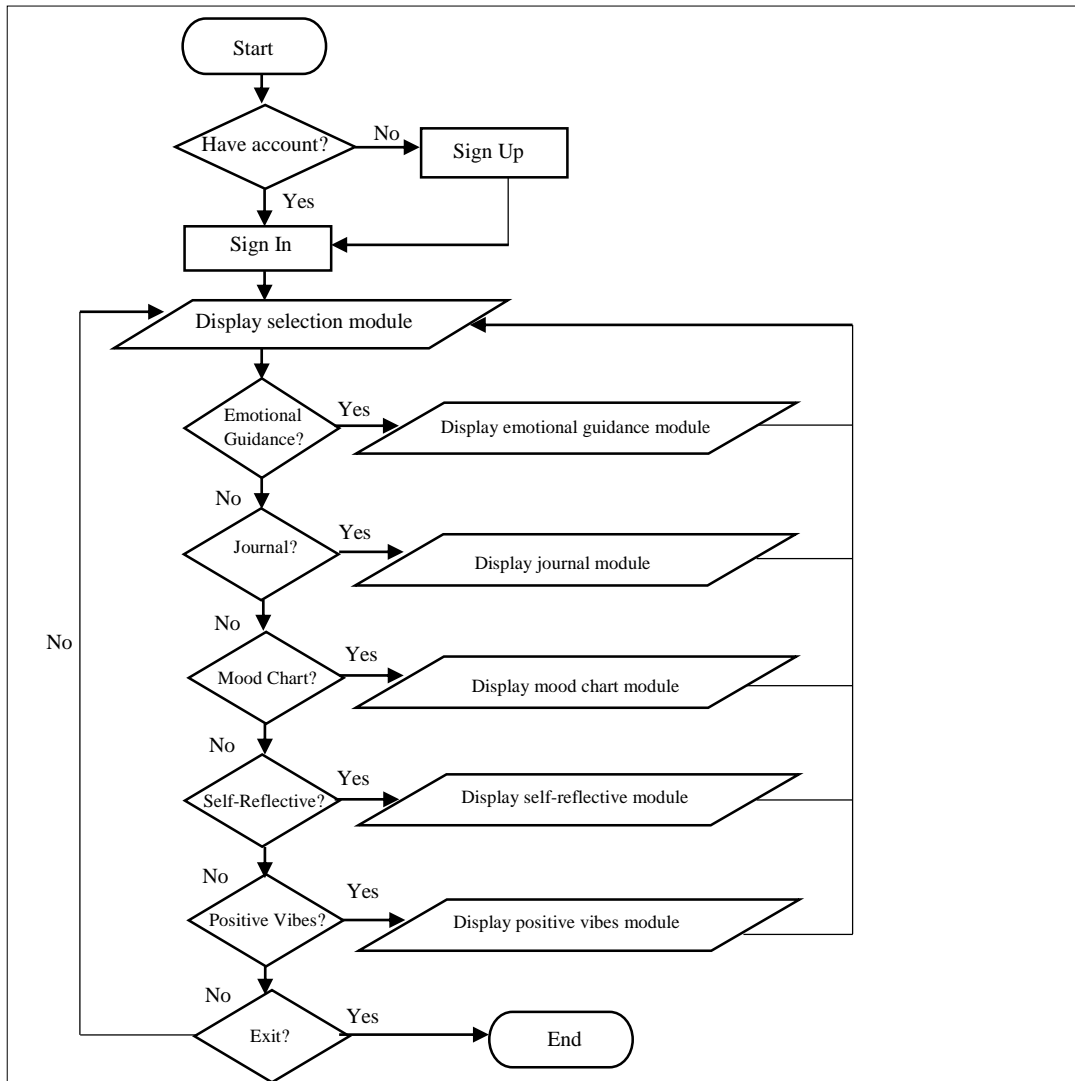 Start
Have account?
No
Sign Up
Yes
Sign In
Display selection module
Emotional
Guidance?
Yes
Display emotional guidance module
No
Journal?
Yes
Display journal module
No
No
Mood Chart?
Yes
Display mood chart module
No
Self-Reflective?
Yes
Display self-reflective module
No
Positive Vibes?
Yes
Display positive vibes module
No
Exit?
Yes
End